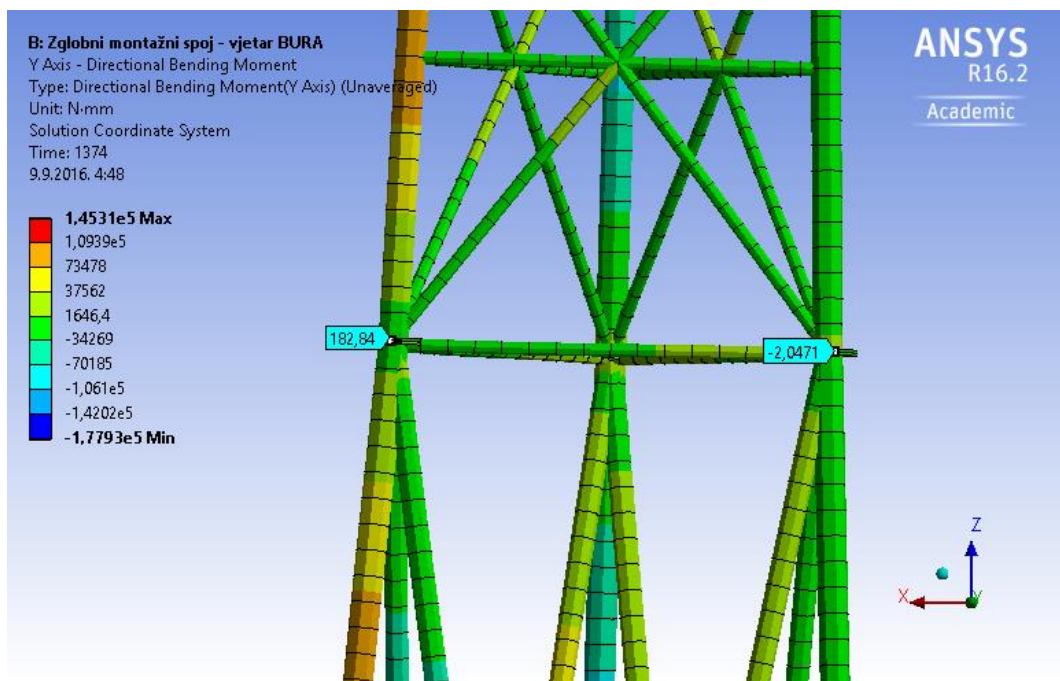 B: Zglobni montažni spoj - vjetar BURA
Y Axis - Directional Bending Moment
Type: Directional Bending Moment(Y Axis) (Unaveraged)
Unit: N·mm
Solution Coordinate System
Time: 1374
9.9.2016. 4:48
1,4531e5 Max
1,0939e5
73478
37562
1646,4
-34269
-70185
-1,061e5
-1,4202e5
-1,7793e5 Min
ANSYS
R16.2
Academic
182,84
-2,0471
Z
X
Y